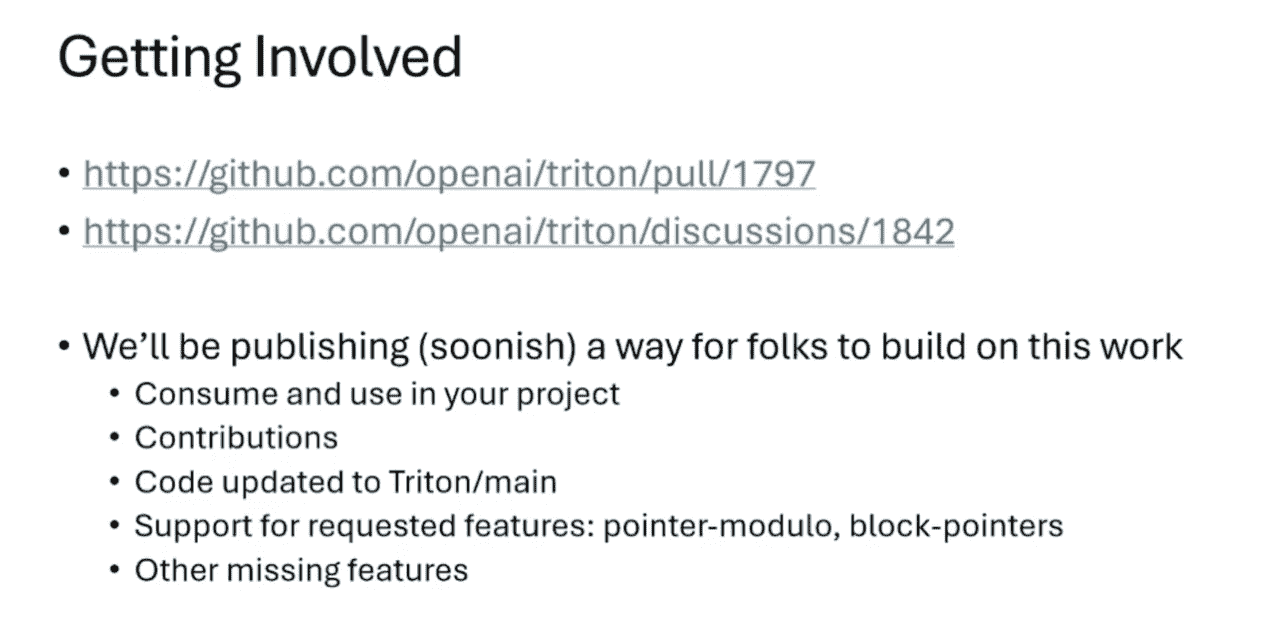 Getting Involved
• https://github.com/openai/triton/pull/1797
• https://github.com/openai/triton/discussions/1842
• We’ll be publishing (soonish) a way for folks to build on this work
• Consume and use in your project
• Contributions
• Code updated to Triton/main
• Support for requested features: pointer-modulo, block-pointers
• Other missing features